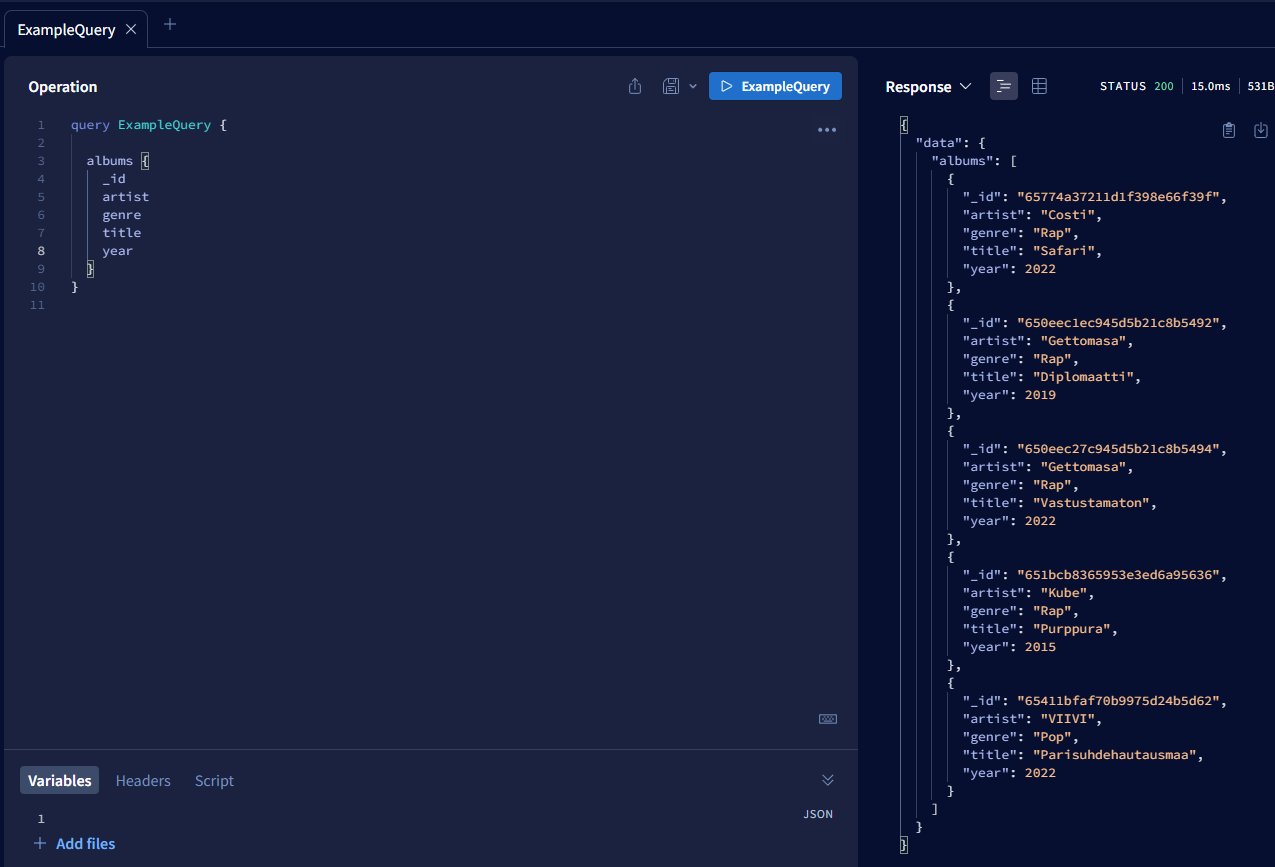 ExampleQuery
Operation
ExampleQuery
1 query ExampleQuery {
2
3 albums {
4 _id
5 artist
6 genre
7 title
8 year
9 }
10 }
11
Variables Headers Script
JSON
1
Add files
Response STATUS 200 15.0ms 531B
{
"data": {
"albums": [
{
"_id": "65774a37211d1f398e66f39f",
"artist": "Costi",
"genre": "Rap",
"title": "Safari",
"year": 2022
},
{
"_id": "650eec1ec945d5b21c8b5492",
"artist": "Gettomasa",
"genre": "Rap",
"title": "Diplomaatti",
"year": 2019
},
{
"_id": "650eec27c945d5b21c8b5494",
"artist": "Gettomasa",
"genre": "Rap",
"title": "Vastustamaton",
"year": 2022
},
{
"_id": "651bcb8365953e3ed6a95636",
"artist": "Kube",
"genre": "Rap",
"title": "Purppura",
"year": 2015
},
{
"_id": "65411bfaf70b9975d24b5d62",
"artist": "VIIVI",
"genre": "Pop",
"title": "Parisuhdehautausmaa",
"year": 2022
}
]
}
}